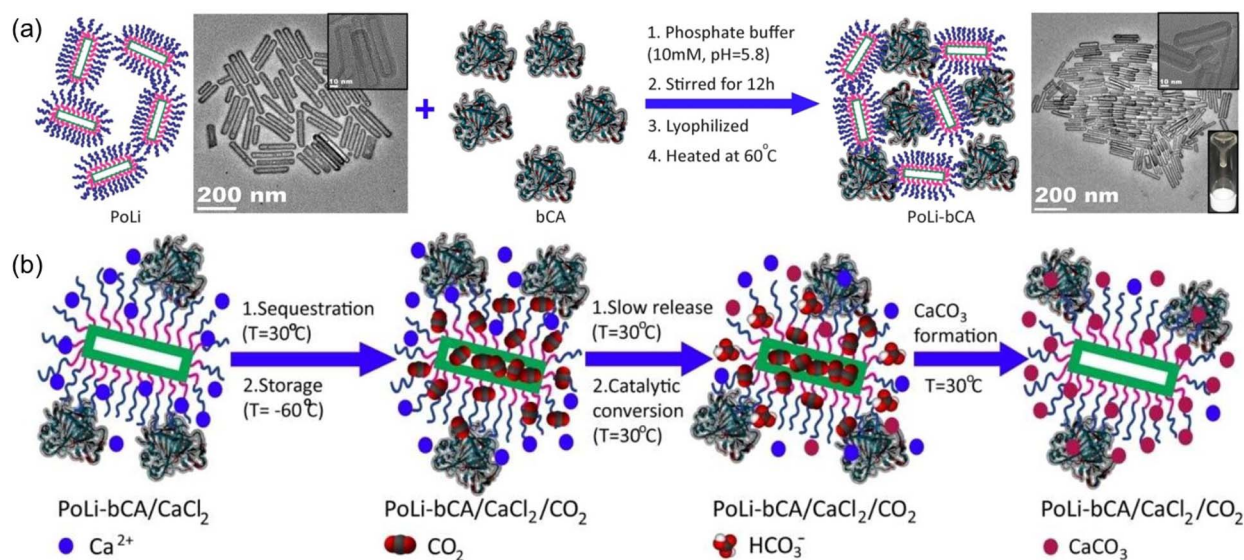 (a)
1. Phosphate buffer
(10mM, pH=5.8)
2. Stirred for 12h
3. Lyophilized
4. Heated at 60°C
10 nm
200 nm
+
10 nm
200 nm
PoLi
bCA
PoLi-bCA
(b)
1.Sequestration
(T=30°C)
2.Storage
(T= -60°C)
1.Slow release
(T=30°C)
2. Catalytic
conversion
(T=30°C)
CaCO3
formation
T=30°C
PoLi-bCA/CaCl2
PoLi-bCA/CaCl2/CO2
PoLi-bCA/CaCl2/CO2
PoLi-bCA/CaCl2/CO2
Ca2+
CO2
HCO3−
CaCO3